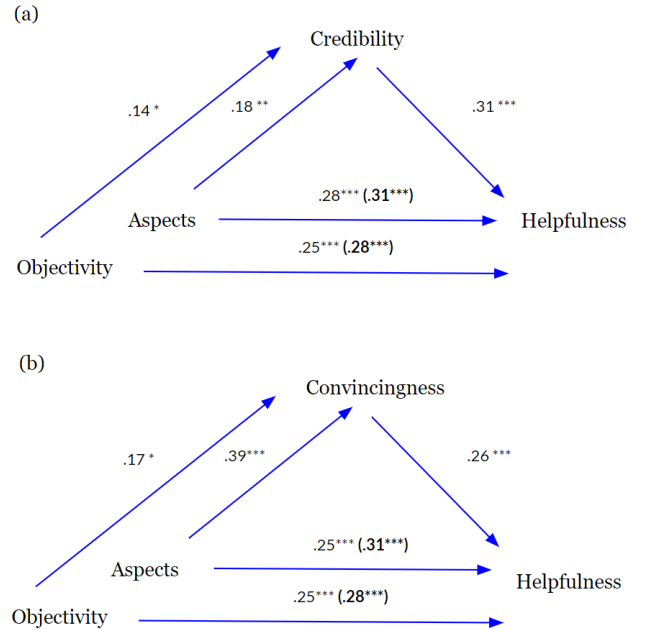 (a)
Credibility
.14 *
.18 **
.31 ***
.28*** (.31***)
Aspects
Helpfulness
.25*** (.28***)
Objectivity
(b)
Convincingness
.17 *
.39***
.26 ***
.25*** (.31***)
Aspects
Helpfulness
.25*** (.28***)
Objectivity